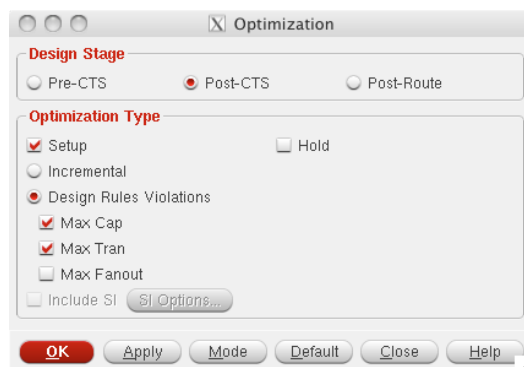 Optimization
Design Stage
Pre-CTS Post-CTS Post-Route
Optimization Type
Setup Hold
Incremental
Design Rules Violations
Max Cap
Max Tran
Max Fanout
Include SI SI Options...
OK Apply Mode Default Close Help